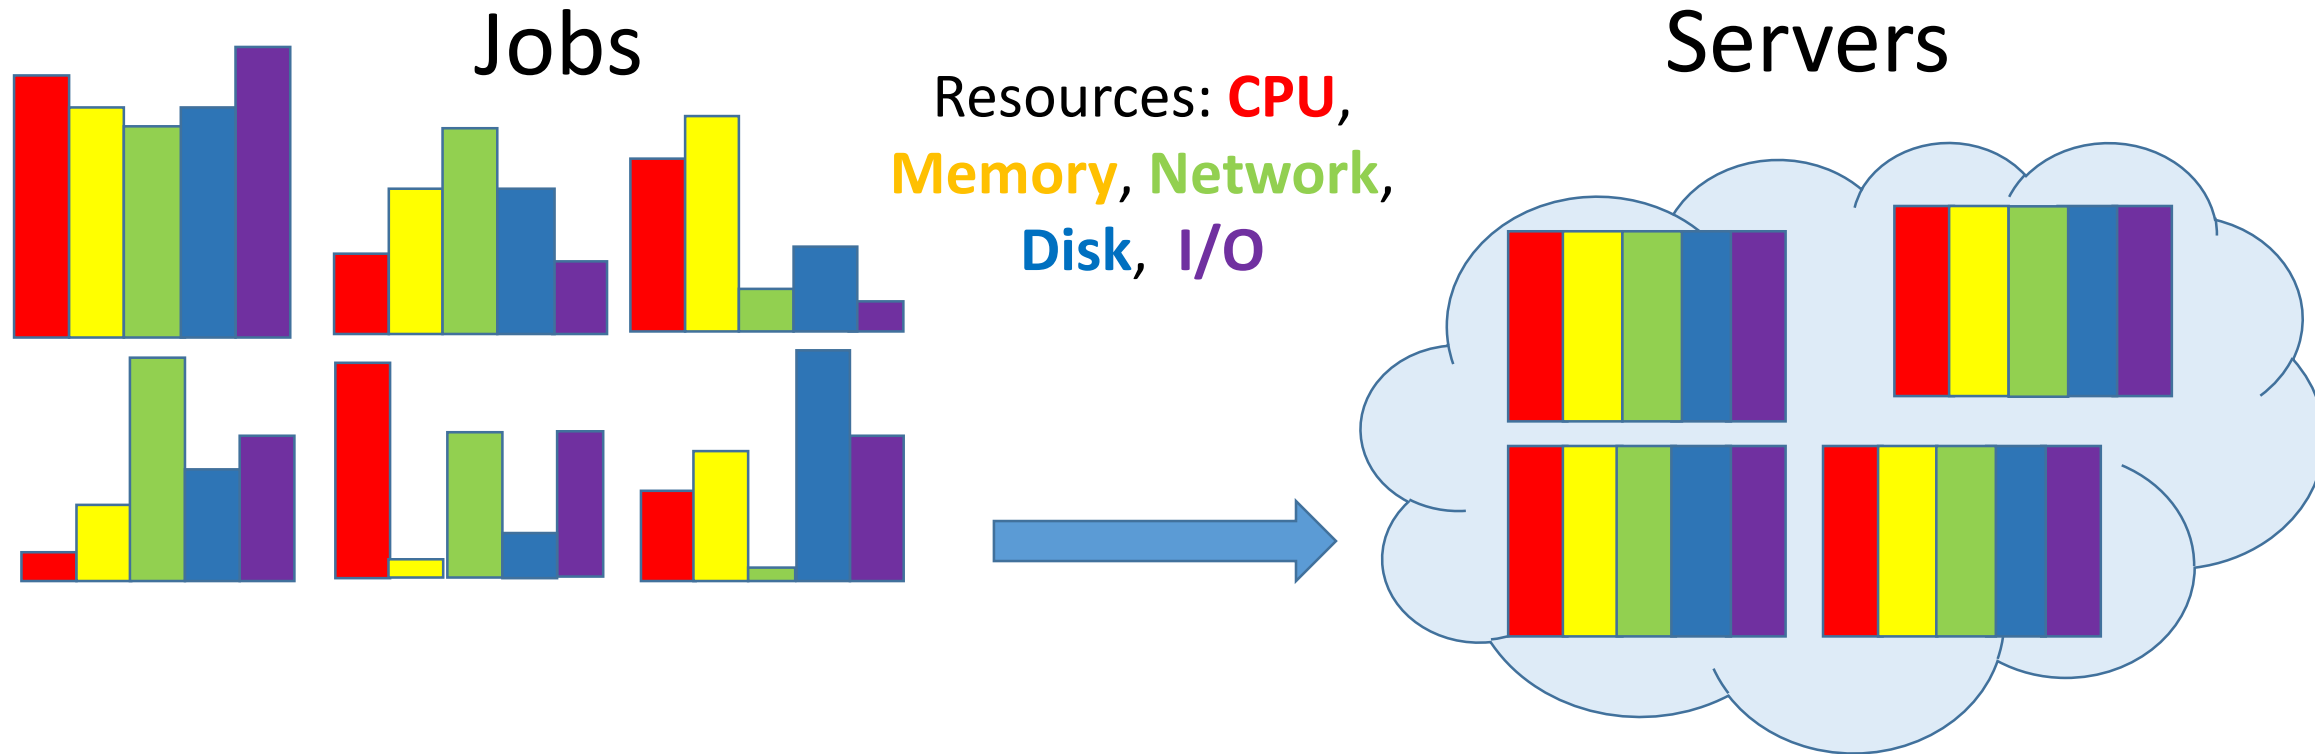 Jobs
Resources: CPU,
Memory, Network,
Disk, I/O
Servers